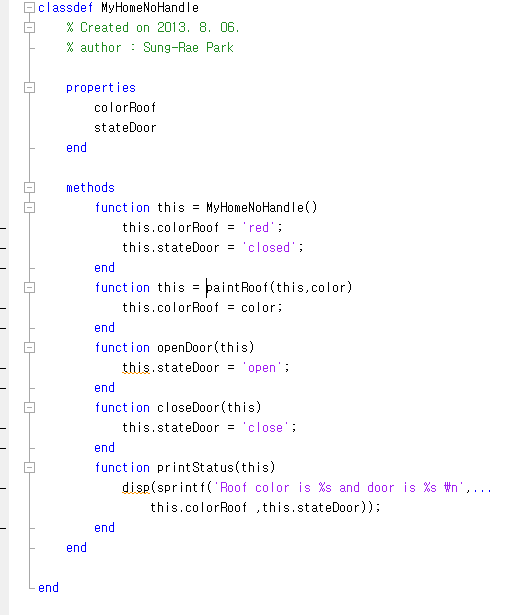 classdef MyHomeNoHandle
% Created on 2013. 8. 06.
% author : Sung-Rae Park
properties
colorRoof
stateDoor
end
methods
function this = MyHomeNoHandle()
this.colorRoof = 'red';
this.stateDoor = 'closed';
end
function this = paintRoof(this,color)
this.colorRoof = color;
end
function openDoor(this)
this.stateDoor = 'open';
end
function closeDoor(this)
this.stateDoor = 'close';
end
function printStatus(this)
disp(sprintf('Roof color is %s and door is %s ₩n',...
this.colorRoof ,this.stateDoor));
end
end
end